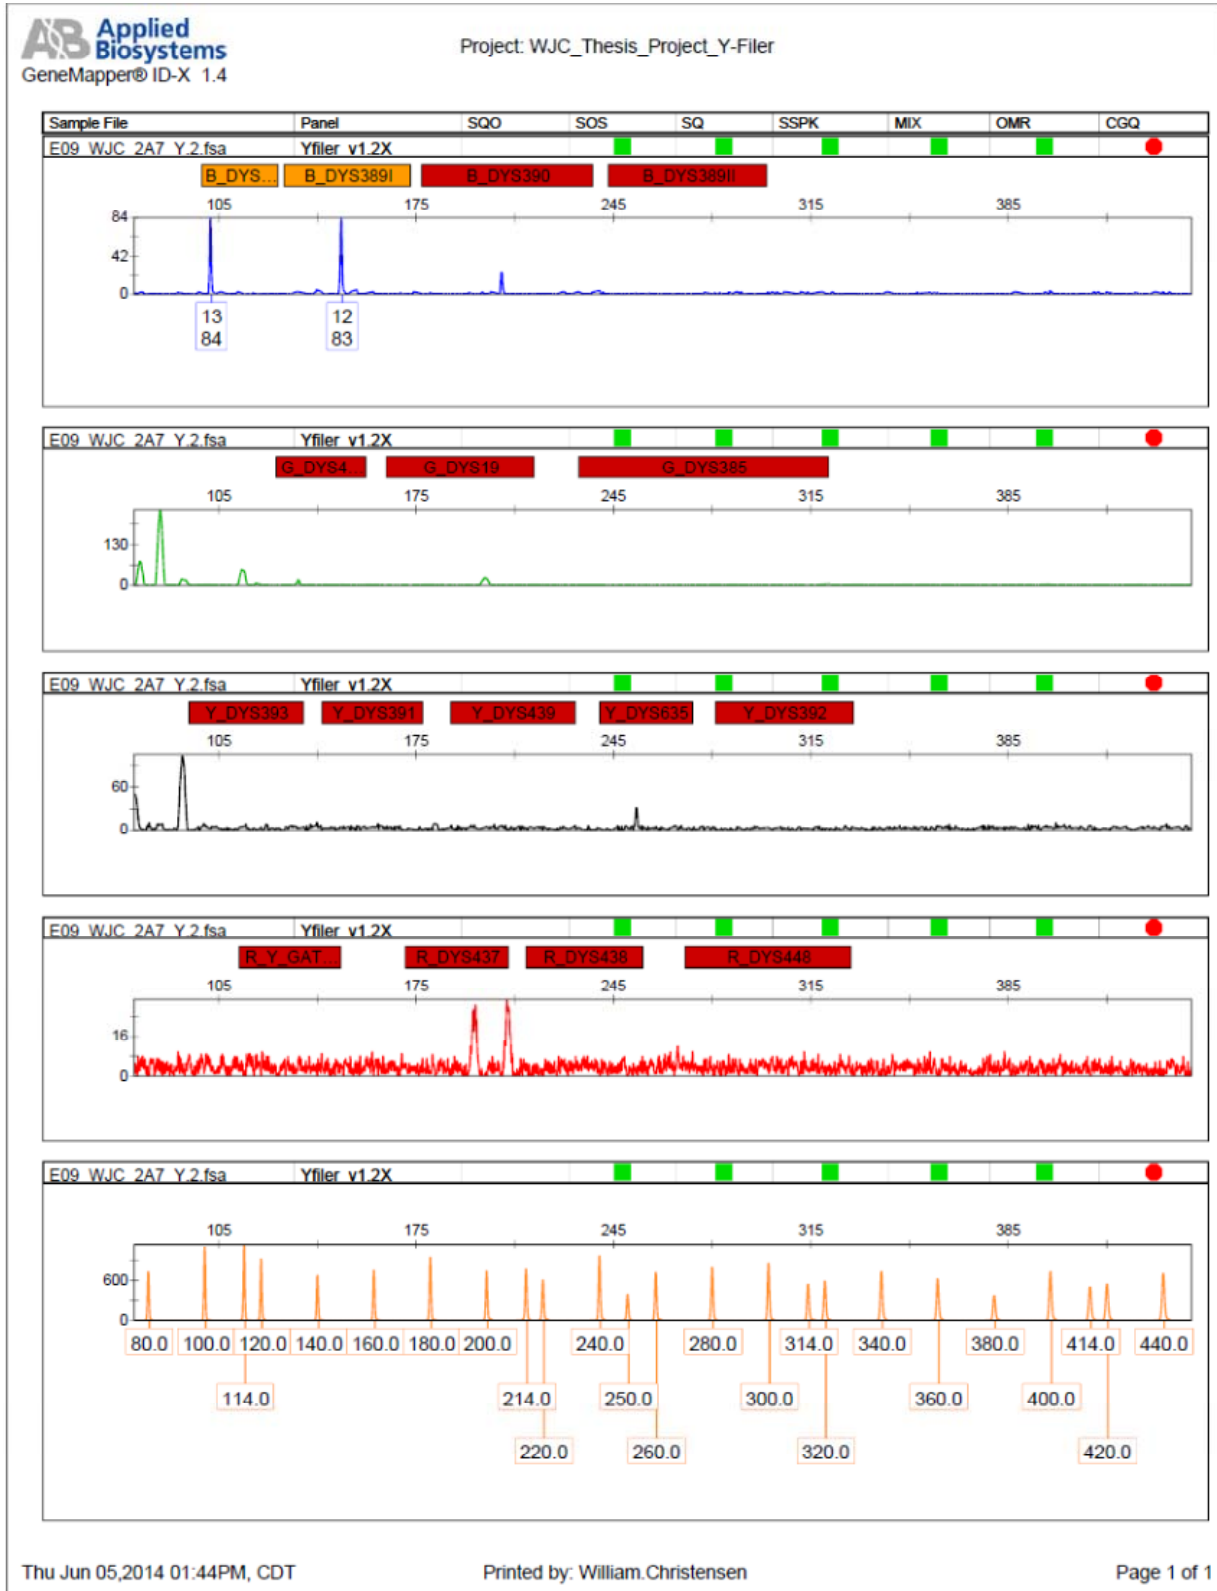 AB Applied Biosystems
GeneMapper® ID-X 1.4
Project: WJC_Thesis_Project_Y-Filer
Sample File Panel SQO SOS SQ SSPK MIX OMR CGQ
E09_WJC_2A7_Y.2.fsa Yfiler_v1.2X
B_DYS... B_DYS389I B_DYS390 B_DYS389II
105 175 245 315 385
84
42
0
13 12
84 83
E09_WJC_2A7_Y.2.fsa Yfiler_v1.2X
G_DYS4... G_DYS19 G_DYS385
105 175 245 315 385
130
0
E09_WJC_2A7_Y.2.fsa Yfiler_v1.2X
Y_DYS393 Y_DYS391 Y_DYS439 Y_DYS635 Y_DYS392
105 175 245 315 385
60
0
E09_WJC_2A7_Y.2.fsa Yfiler_v1.2X
R_Y_GAT... R_DYS437 R_DYS438 R_DYS448
105 175 245 315 385
16
0
E09_WJC_2A7_Y.2.fsa Yfiler_v1.2X
105 175 245 315 385
600
0
80.0 100.0 120.0 140.0 160.0 180.0 200.0 240.0 280.0 314.0 340.0 380.0 414.0 440.0
114.0 214.0 250.0 300.0 360.0 400.0
220.0 260.0 320.0 420.0
Thu Jun 05,2014 01:44PM, CDT Printed by: William.Christensen Page 1 of 1